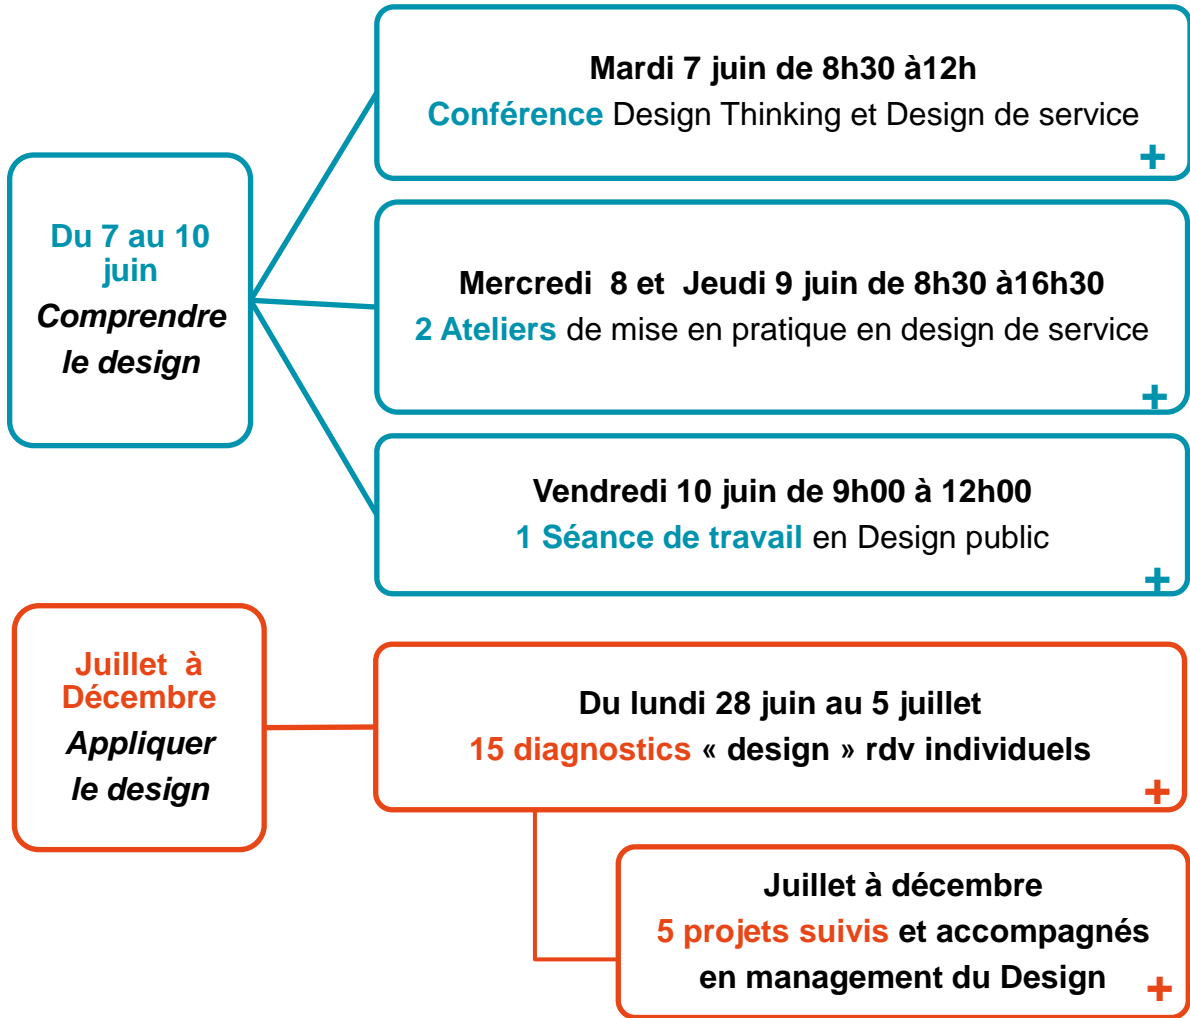 Mardi 7 juin de 8h30 à12h
Conférence Design Thinking et Design de service
+
Du 7 au 10
juin
Comprendre
le design
Mercredi 8 et Jeudi 9 juin de 8h30 à16h30
2 Ateliers de mise en pratique en design de service
+
Vendredi 10 juin de 9h00 à 12h00
1 Séance de travail en Design public
+
Juillet à
Décembre
Appliquer
le design
Du lundi 28 juin au 5 juillet
15 diagnostics « design » rdv individuels
+
Juillet à décembre
5 projets suivis et accompagnés
en management du Design
+